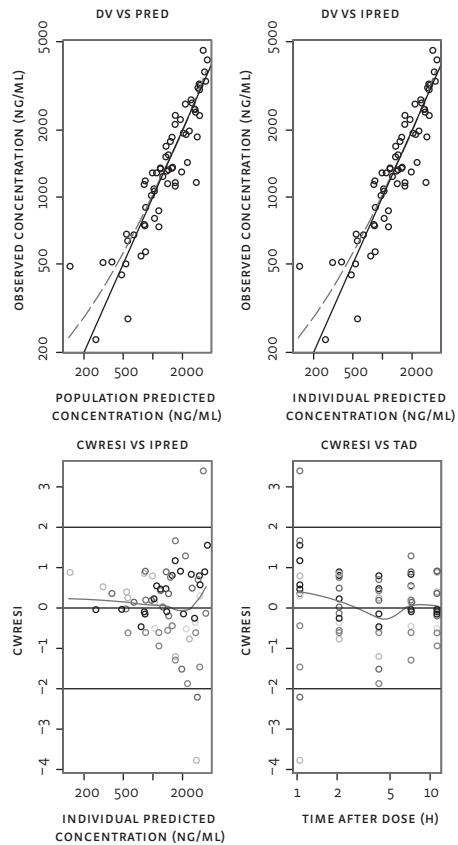 DV VS PRED
OBSERVED CONCENTRATION (NG/ML)
5000
2000
1000
500
200
200 500 2000
POPULATION PREDICTED
CONCENTRATION (NG/ML)
DV VS IPRED
OBSERVED CONCENTRATION (NG/ML)
5000
2000
1000
500
200
200 500 2000
INDIVIDUAL PREDICTED
CONCENTRATION (NG/ML)
CWRESI VS IPRED
CWRESI
3
2
1
0
−1
−2
−3
−4
200 500 2000
INDIVIDUAL PREDICTED
CONCENTRATION (NG/ML)
CWRESI VS TAD
CWRESI
3
2
1
0
−1
−2
−3
−4
1 2 5 10
TIME AFTER DOSE (H)